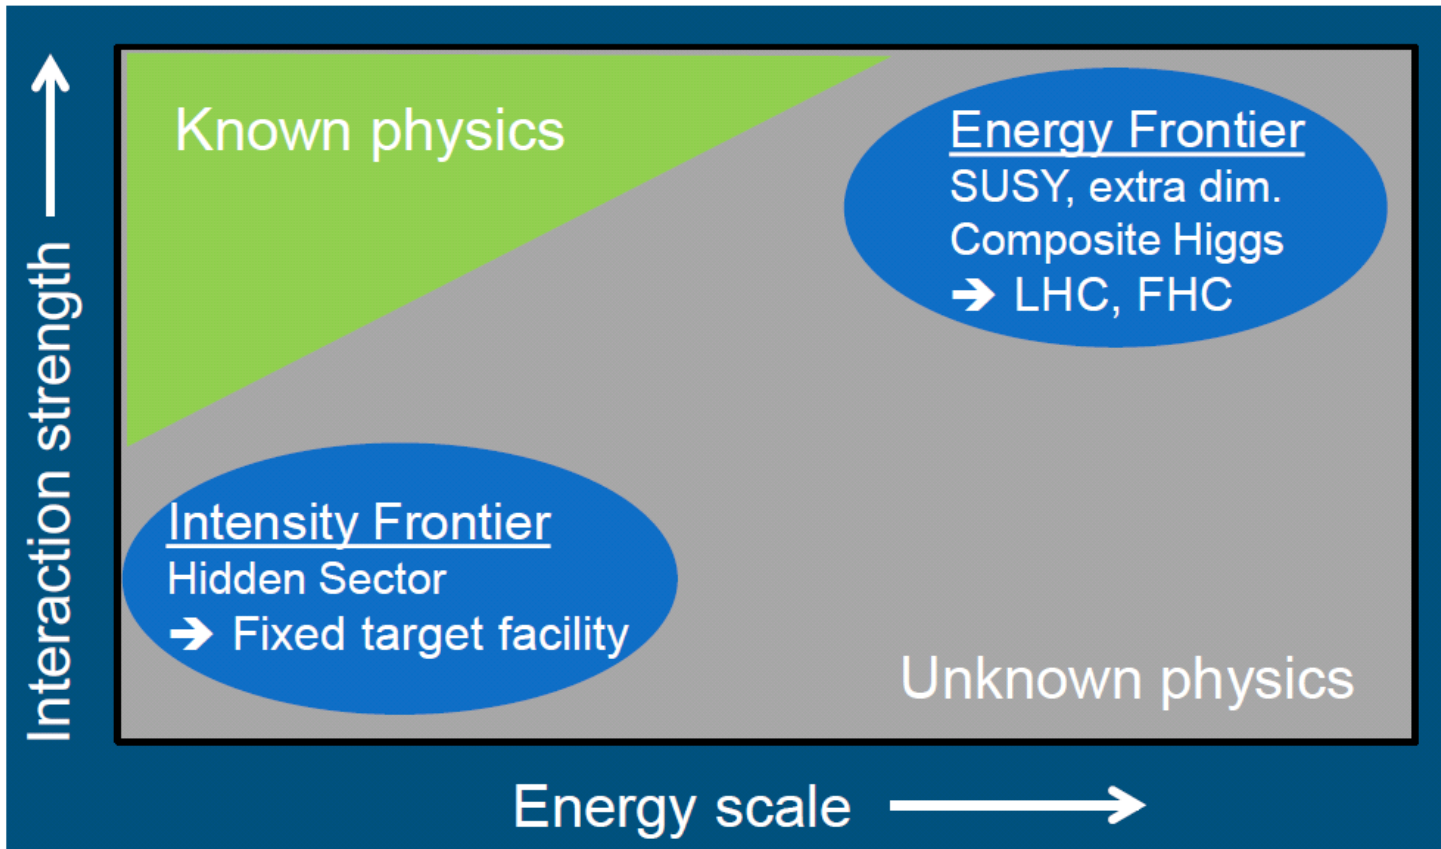 Known physics
Energy Frontier
SUSY, extra dim.
Composite Higgs
➔ LHC, FHC
Interaction strength
Intensity Frontier
Hidden Sector
➔ Fixed target facility
Unknown physics
Energy scale